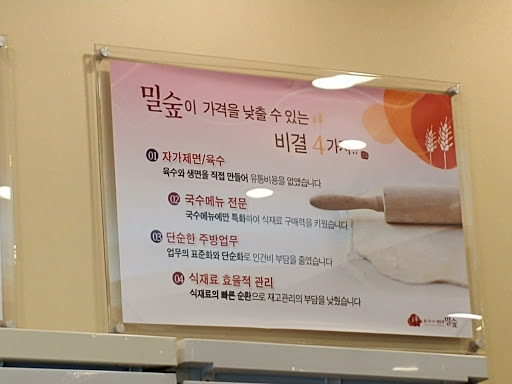 밀숲이 가격을 낮출 수 있는
비결 4가지!!
01 자가제면/육수
육수와 생면을 직접 만들어 유통비용을 없앴습니다
02 국수메뉴 전문
국수메뉴에만 특화하여 식재료 구매력을 키웠습니다
03 단순한 주방업무
업무의 표준화와 단순화로 인건비 부담을 줄였습니다
04 식재료 효율적 관리
식재료의 빠른 순환으로 재고관리의 부담을 낮췄습니다
밀숲